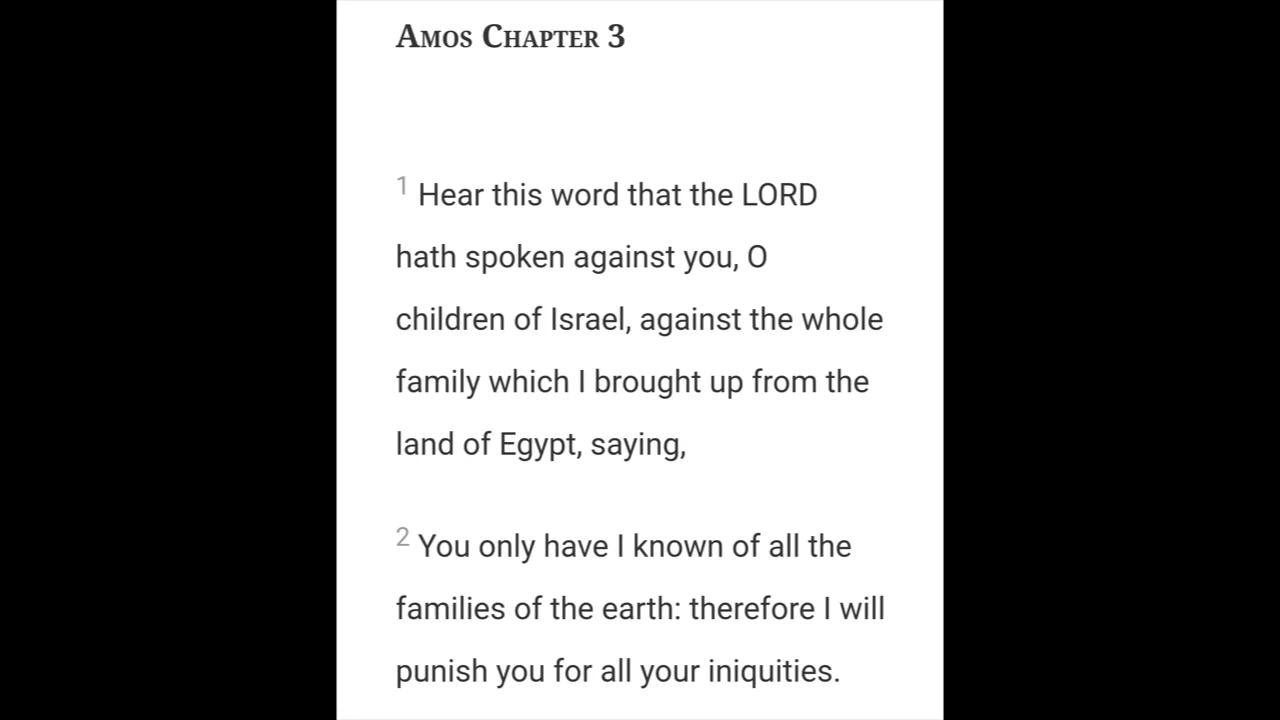 Amos Chapter 3
1 Hear this word that the LORD
hath spoken against you, O
children of Israel, against the whole
family which I brought up from the
land of Egypt, saying,
2 You only have I known of all the
families of the earth: therefore I will
punish you for all your iniquities.